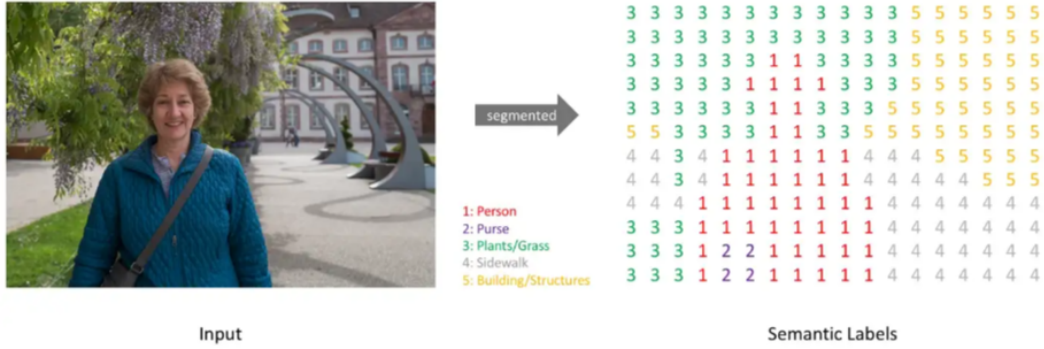 3 3 3 3 3 3 3 3 3 3 3 3 5 5 5 5 5 5
3 3 3 3 3 3 3 3 3 3 3 3 5 5 5 5 5 5
3 3 3 3 3 3 1 1 3 3 3 3 5 5 5 5 5 5
3 3 3 3 3 1 1 1 1 3 3 3 5 5 5 5 5 5
3 3 3 3 3 3 1 1 3 3 3 5 5 5 5 5 5 5
5 5 3 3 3 3 1 1 3 3 5 5 5 5 5 5 5 5
4 4 3 4 1 1 1 1 1 1 4 4 4 5 5 5 5 5
4 4 3 4 1 1 1 1 1 1 4 4 4 4 4 5 5 5
4 4 4 1 1 1 1 1 1 1 1 4 4 4 4 4 4 4
3 3 3 1 1 1 1 1 1 1 1 4 4 4 4 4 4 4
3 3 3 1 2 2 1 1 1 1 1 4 4 4 4 4 4 4
3 3 3 1 2 2 1 1 1 1 1 4 4 4 4 4 4 4
segmented
1: Person
2: Purse
3: Plants/Grass
4: Sidewalk
5: Building/Structures
Input
Semantic Labels